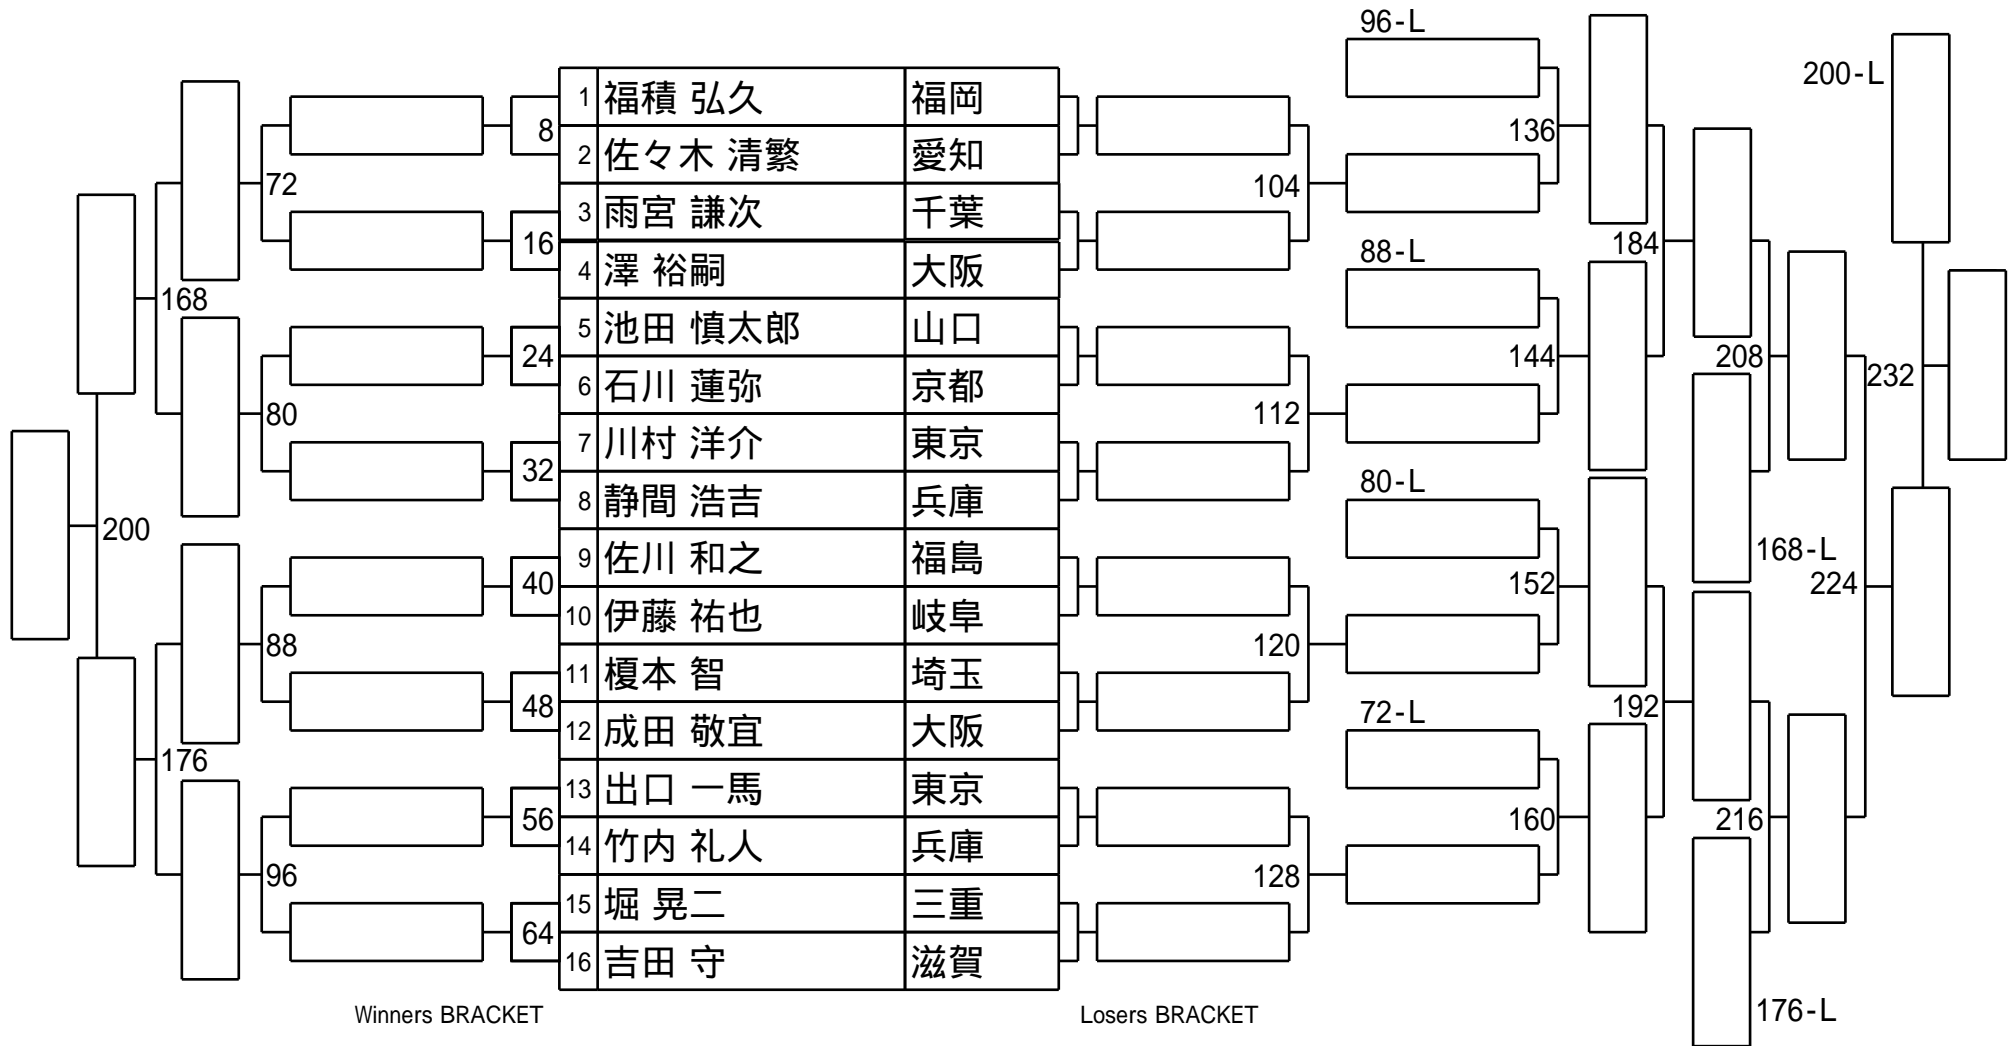 96-L
200-L
1 福積 弘久 福岡
8
136
2 佐々木 清繁 愛知
72
104
3 雨宮 謙次 千葉
16
184
88-L
4 澤 裕嗣 大阪
168
5 池田 慎太郎 山口
24
144
208
232
6 石川 蓮弥 京都
80
112
7 川村 洋介 東京
32
80-L
8 静間 浩吉 兵庫
200
9 佐川 和之 福島
168-L
40
152
224
10 伊藤 祐也 岐阜
88
120
11 榎本 智 埼玉
48
192
72-L
12 成田 敬宜 大阪
176
13 出口 一馬 東京
56
160
216
14 竹内 礼人 兵庫
96
128
15 堀 晃二 三重
64
16 吉田 守 滋賀
Winners BRACKET
Losers BRACKET
176-L